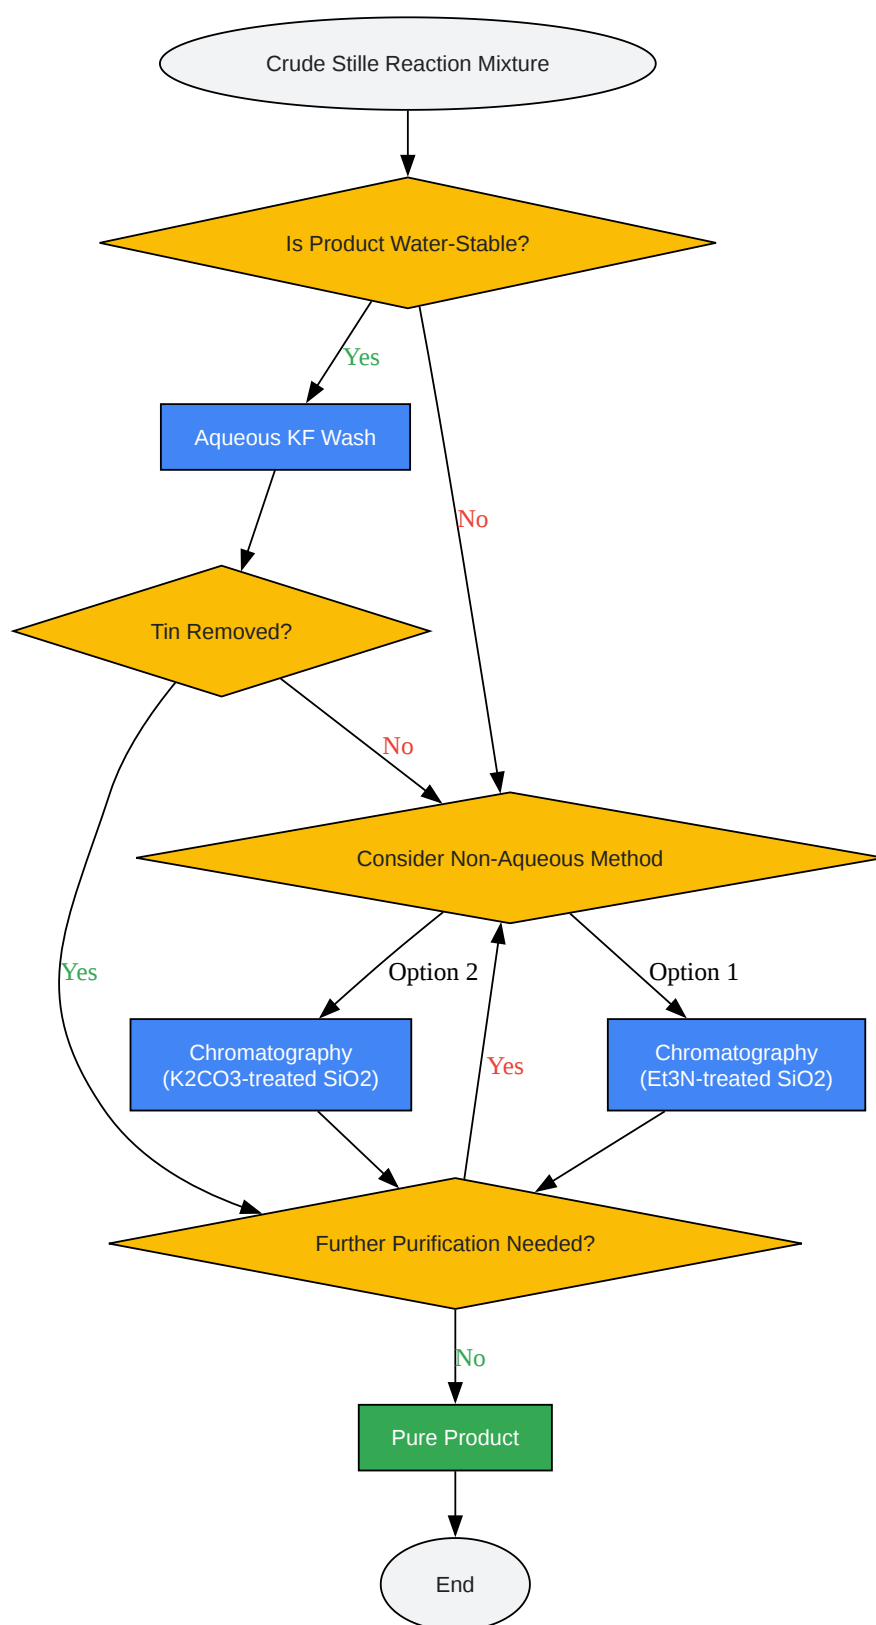 Crude Stille Reaction Mixture
Is Product Water-Stable?
Yes
Aqueous KF Wash
No
Tin Removed?
No
Consider Non-Aqueous Method
Yes
Option 2
Option 1
Chromatography
(K2CO3-treated SiO2)
Chromatography
(Et3N-treated SiO2)
Yes
Further Purification Needed?
No
Pure Product
End